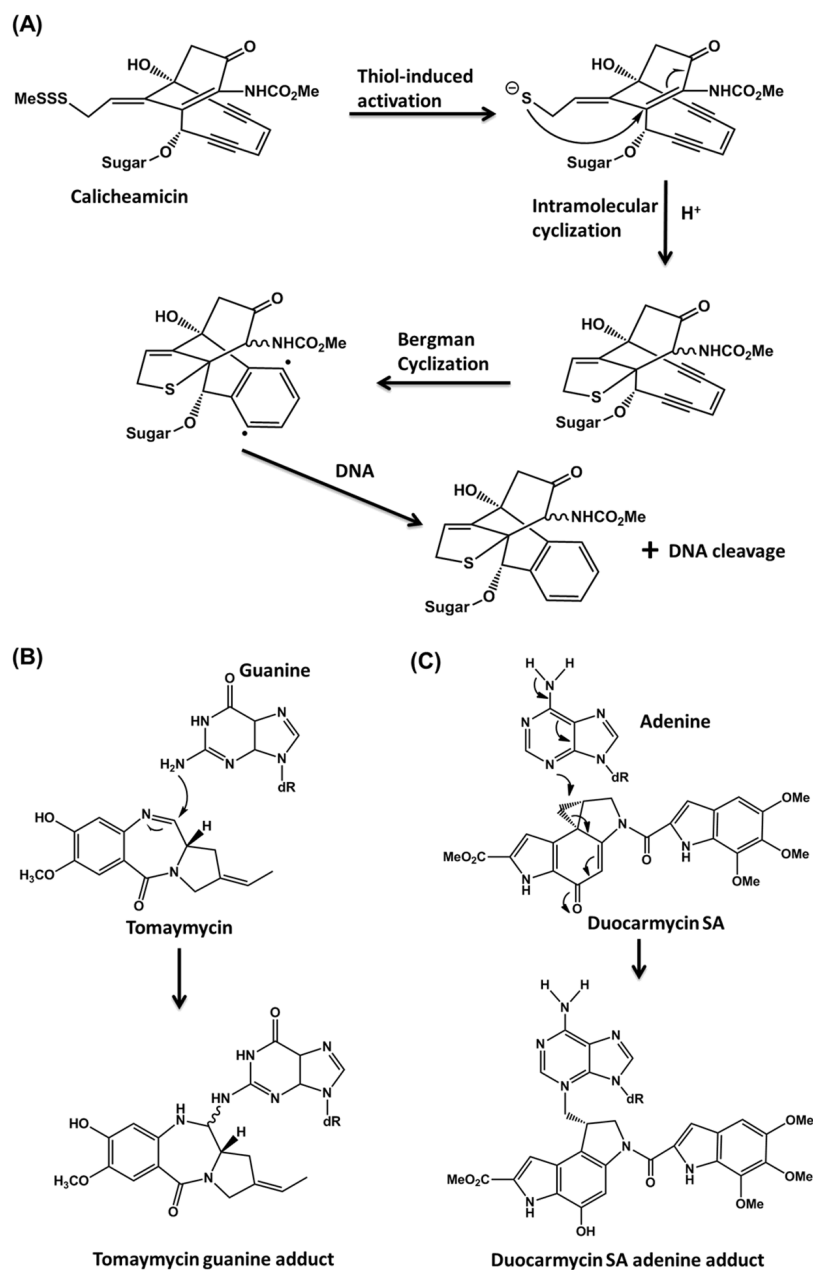 (A)
HO
O
MeSSS
NHCO₂Me
O
Sugar
Calicheamicin
Thiol-induced
activation
HO
O
⊖
S
NHCO₂Me
O
Sugar
Intramolecular
cyclization
H⁺
HO
O
NHCO₂Me
S
O
Sugar
Bergman
Cyclization
HO
O
NHCO₂Me
S
O
Sugar
DNA
HO
O
NHCO₂Me
S
O
Sugar
+ DNA cleavage
(B)
Guanine
O
HN
N
H₂N
N
N
dR
HO
N
H
H₃CO
N
O
Tomaymycin
O
HN
N
HN
N
N
dR
HO
H
N
H
H₃CO
N
O
Tomaymycin guanine adduct
(C)
H
H
N
Adenine
N
N
N
N
dR
OMe
N
MeO₂C
O
N
H
OMe
OMe
N
H
O
Duocarmycin SA
H
H
N
N
N
N
N
dR
OMe
N
MeO₂C
O
N
H
OMe
OMe
N
H
OH
Duocarmycin SA adenine adduct